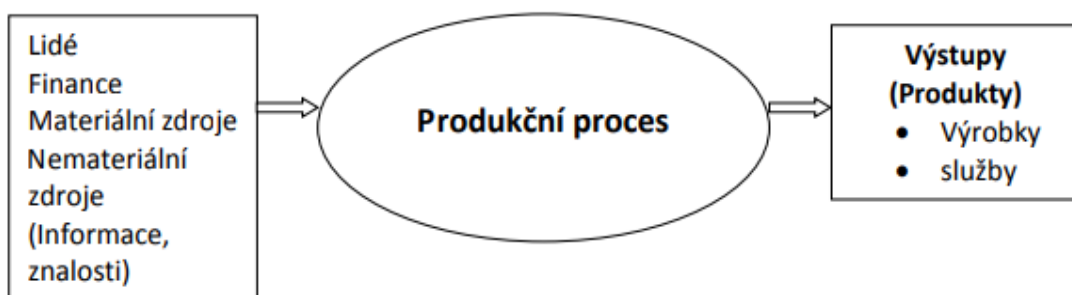 Lidé
Finance
Materiální zdroje
Nemateriální
zdroje
(Informace,
znalosti)
Produkční proces
Výstupy
(Produkty)
• Výrobky
• služby